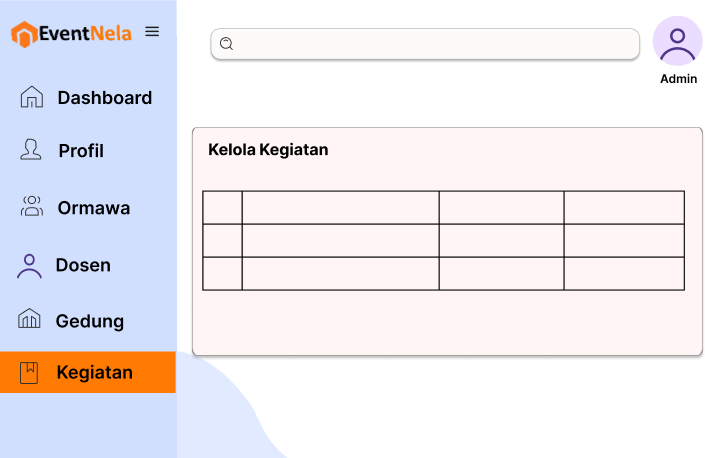 EventNela
Admin
Dashboard
Profil
Ormawa
Dosen
Gedung
Kegiatan
Kelola Kegiatan